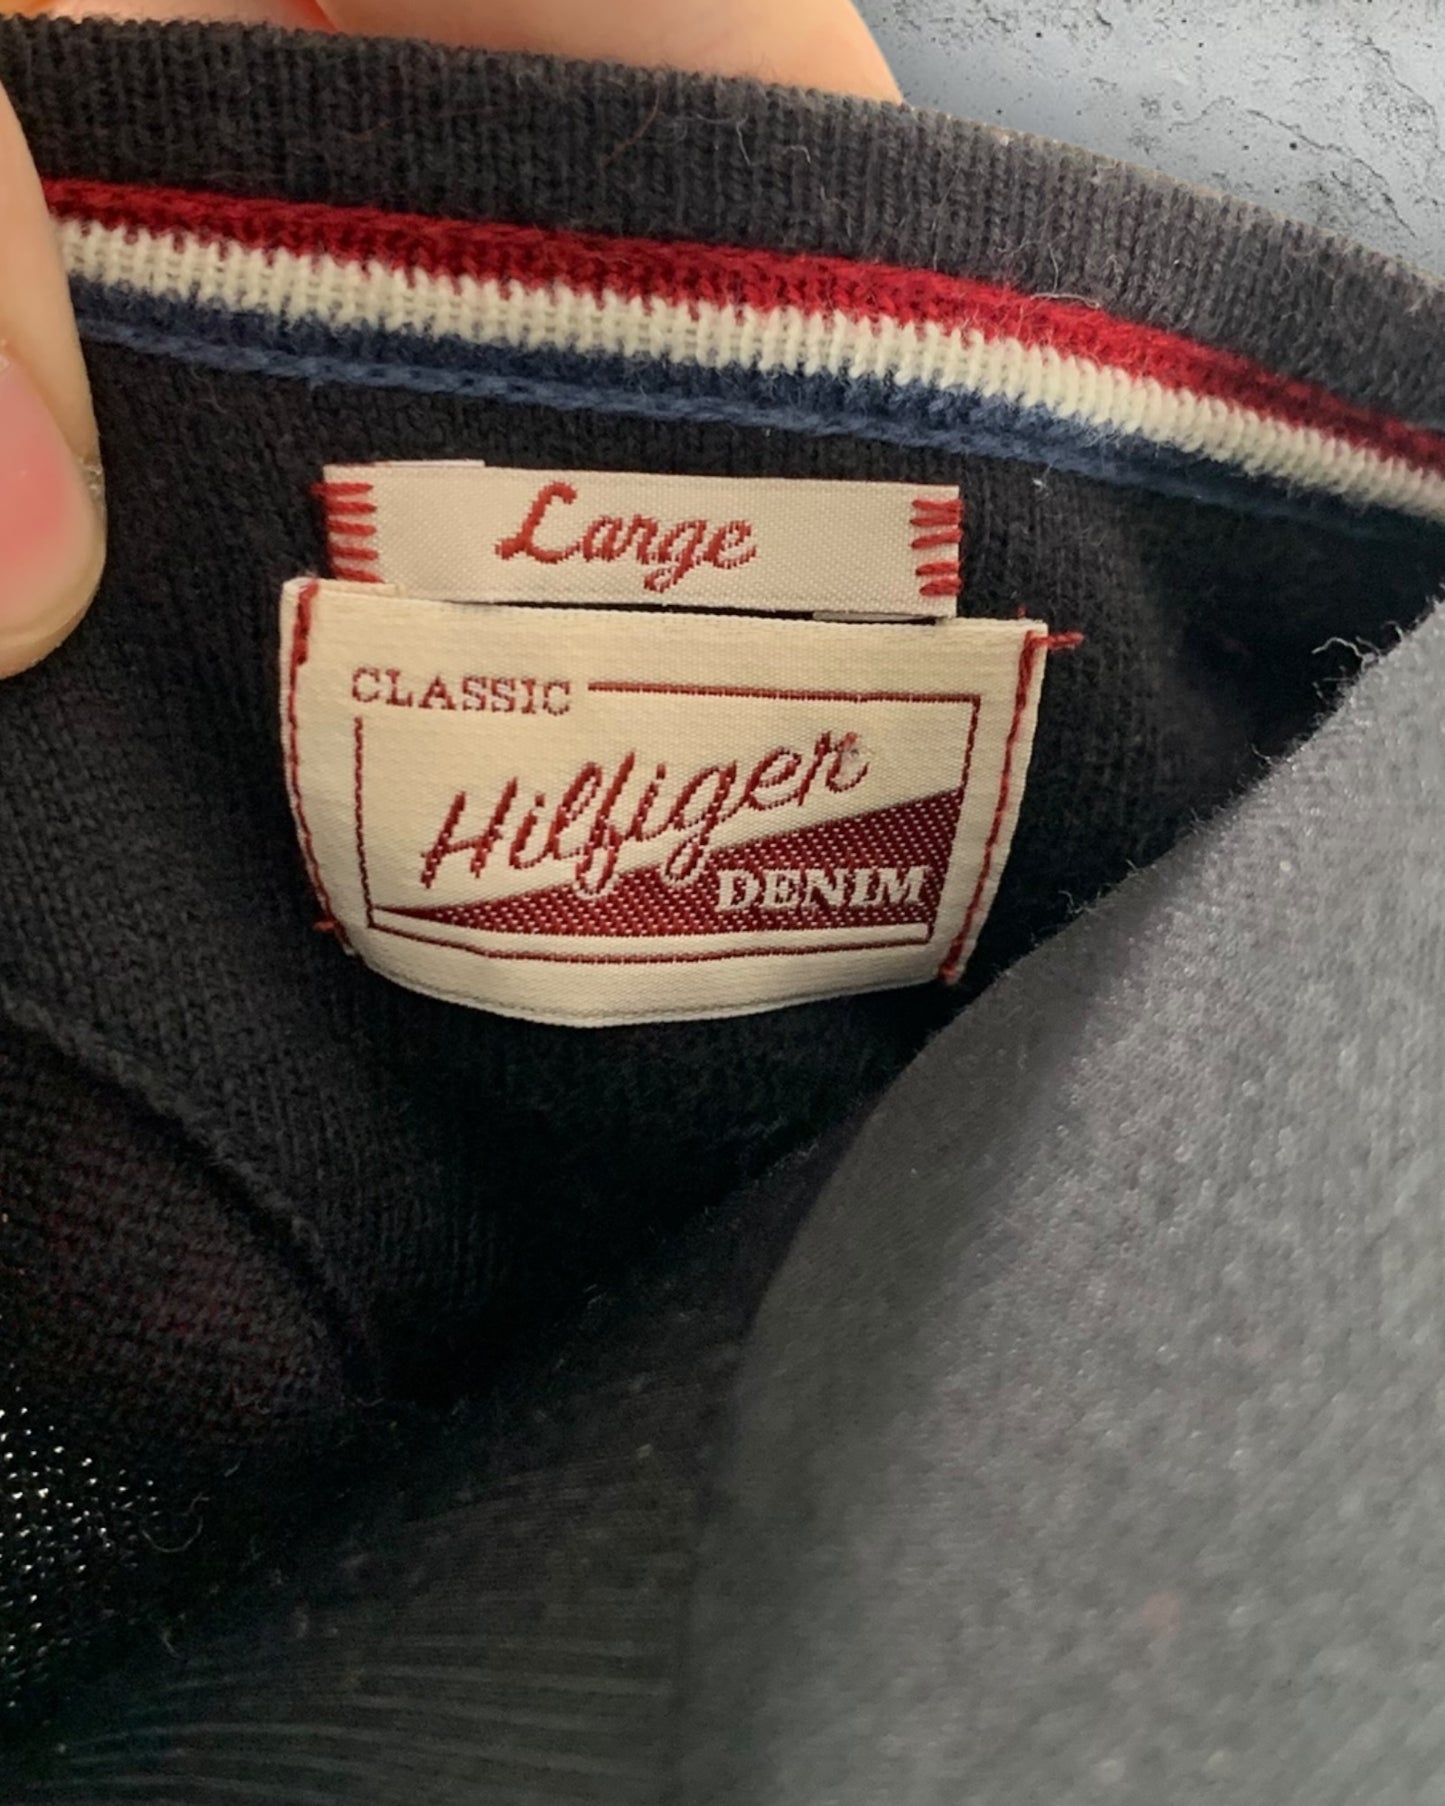 Large
CLASSIC
Hilfiger
DENIM